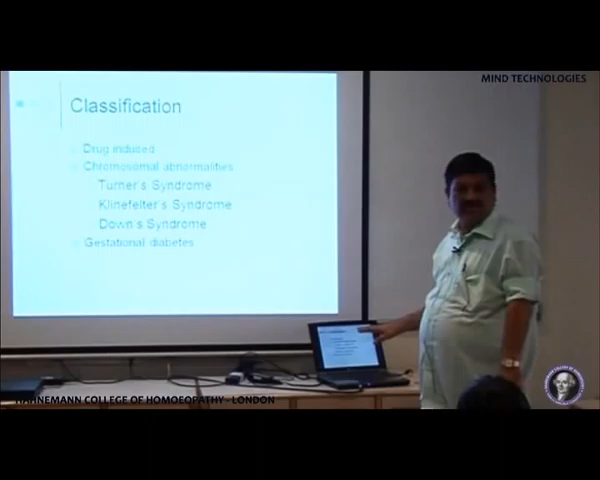 MIND TECHNOLOGIES
Classification
Drug induced
Chromosomal abnormalities
Turner's Syndrome
Klinefelter's Syndrome
Down's Syndrome
Gestational diabetes
HAHNEMANN COLLEGE OF HOMOEOPATHY - LONDON